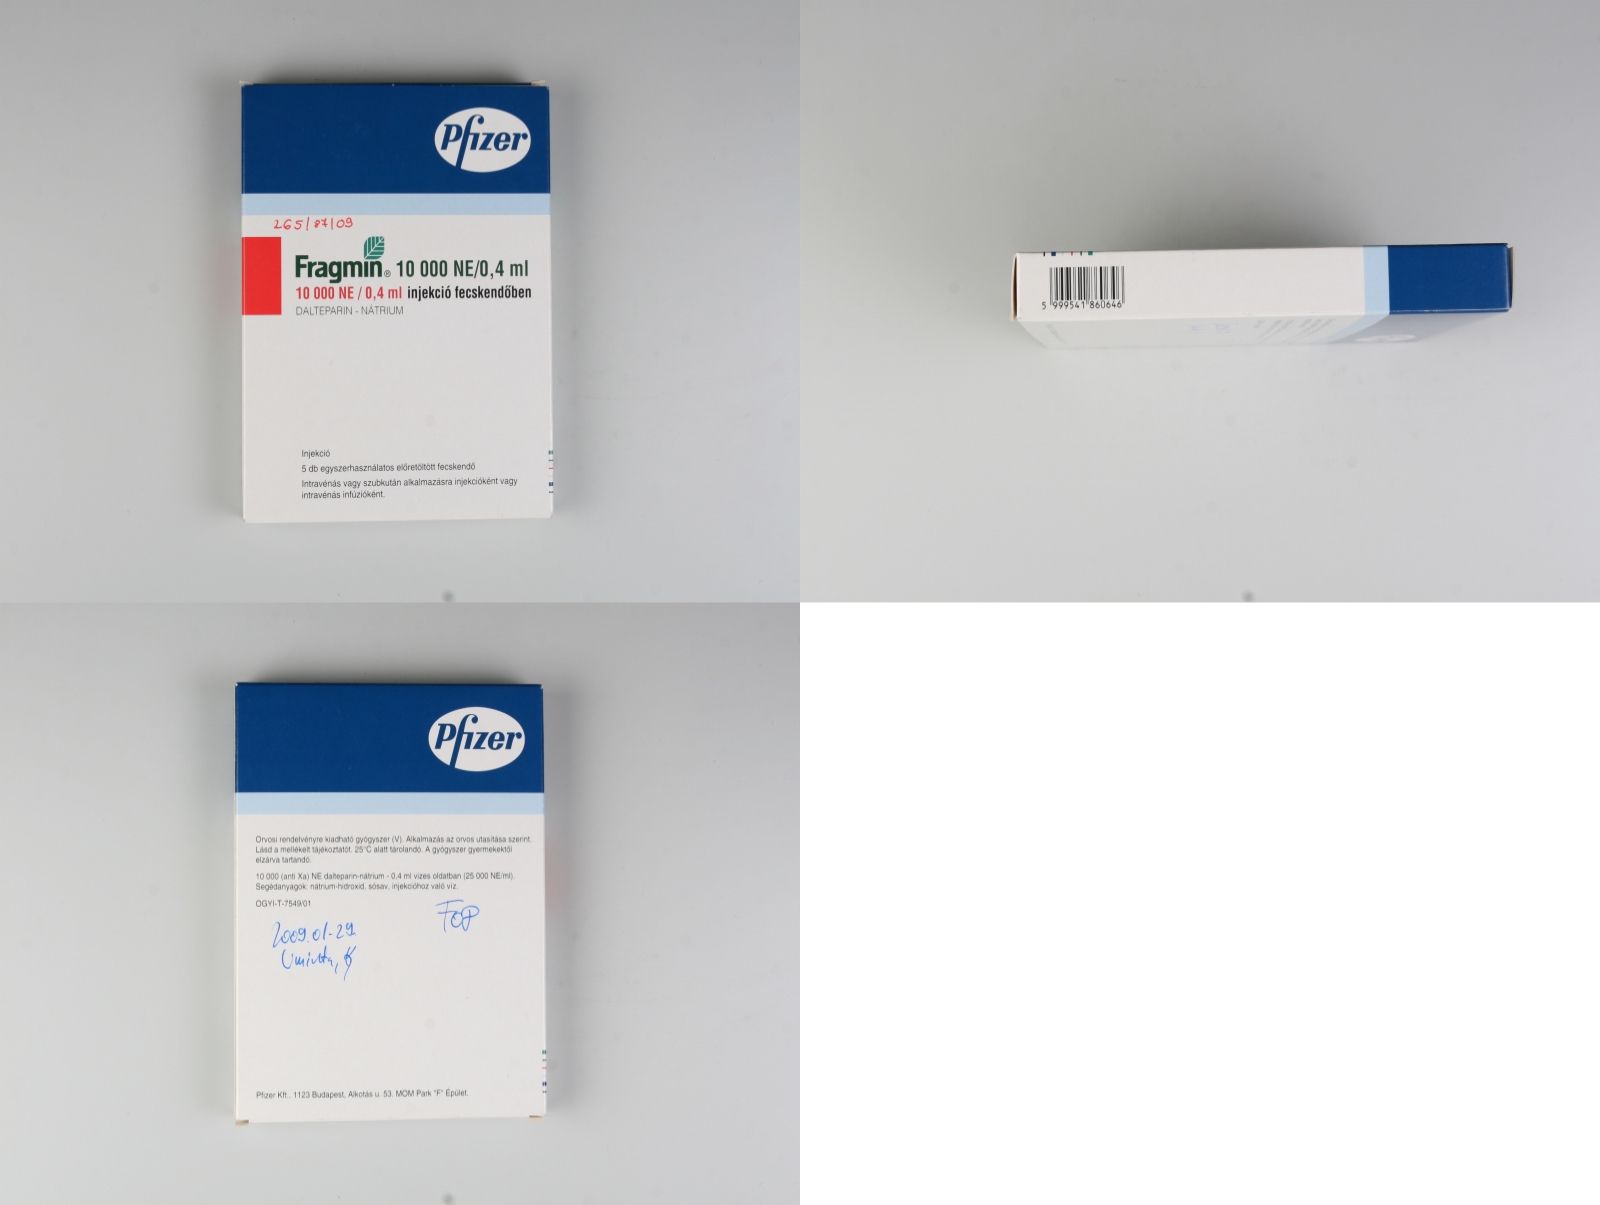 Pfizer
265/87/09
Fragmin® 10 000 NE/0,4 ml
10 000 NE / 0,4 ml injekció fecskendőben
DALTEPARIN - NÁTRIUM
Injekció
5 db egyszerhasználatos előretöltött fecskendő
Intravénás vagy szubkután alkalmazásra injekcióként vagy
intravénás infúzióként.
5 999541 860646
Pfizer
Orvosi rendelvényre kiadható gyógyszer (V). Alkalmazás az orvos utasítása szerint.
Lásd a mellékelt tájékoztatót. 25°C alatt tárolandó. A gyógyszer gyermekektől
elzárva tartandó.
10 000 (anti Xa) NE dalteparin-nátrium - 0,4 ml vizes oldatban (25 000 NE/ml).
Segédanyagok: nátrium-hidroxid, sósav, injekcióhoz való víz.
OGYI-T-7549/01
2009.01.29.
Pfizer Kft., 1123 Budapest, Alkotás u. 53. MOM Park "F" Épület.